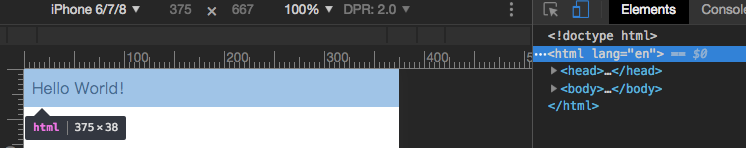 iPhone 6/7/8 ▼ 375 × 667 100% ▼ DPR: 2.0 ▼ Elements Console
100 200 300 400
Hello World!
html 375×38
<!doctype html>
…<html lang="en"> == $0
▶<head>…</head>
▶<body>…</body>
</html>